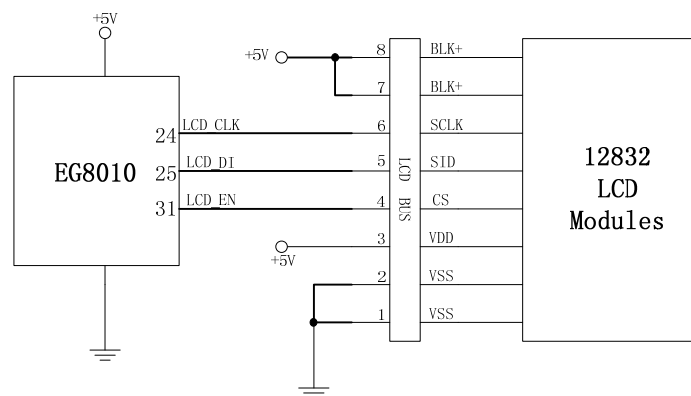 +5V
+5V
8 BLK+
7 BLK+
24 LCD_CLK 6 SCLK
EG8010
25 LCD_DI 5 SID
31 LCD_EN 4 CS
+5V
3 VDD
2 VSS
1 VSS
LCD BUS
12832
LCD
Modules